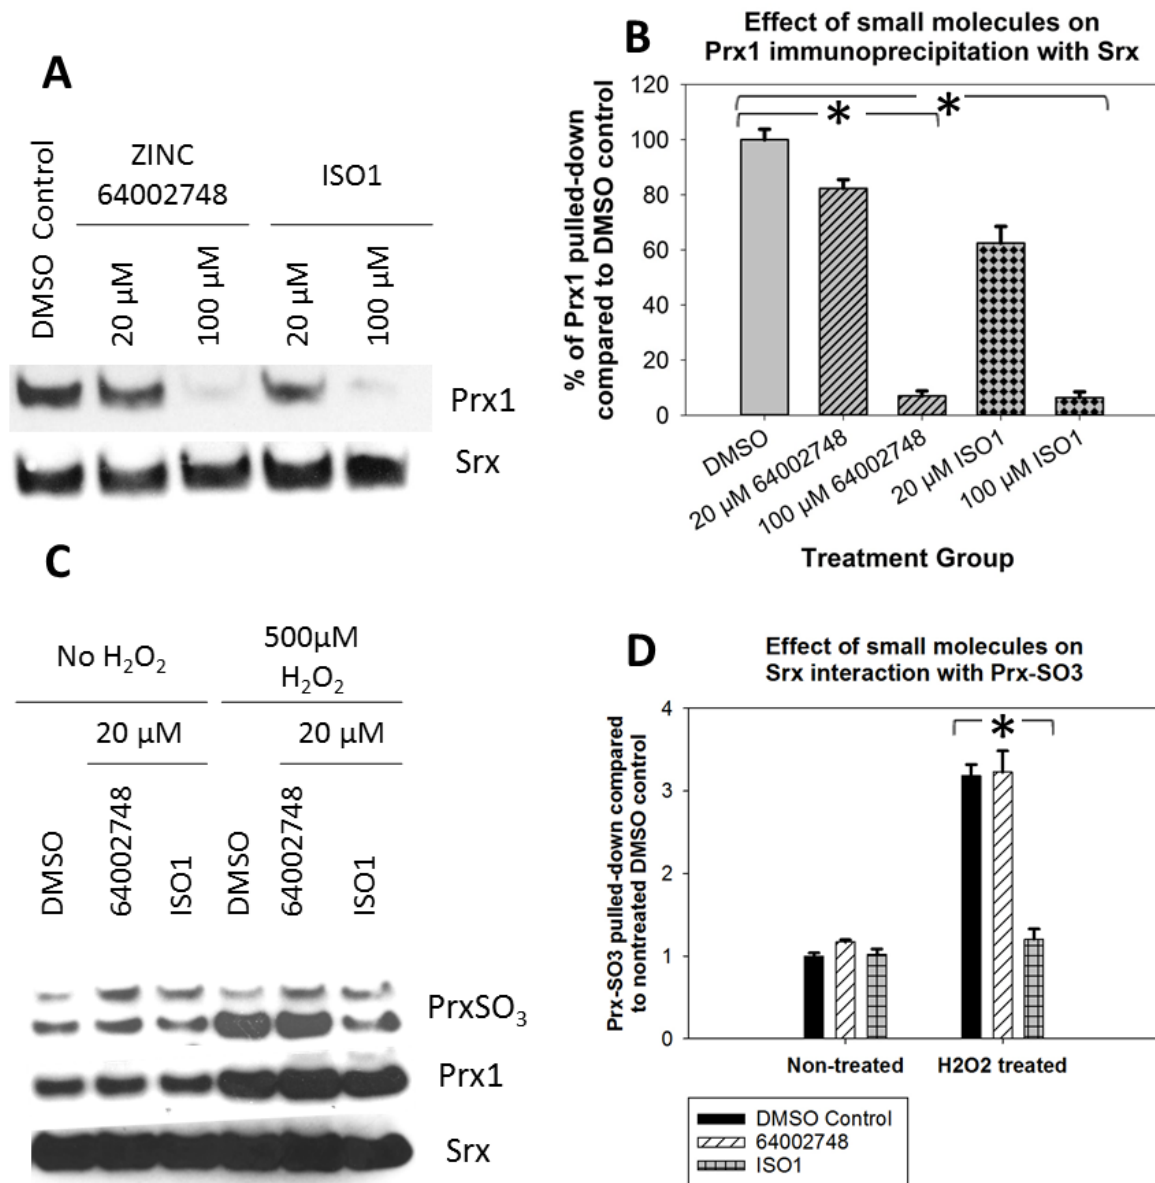 A
DMSO Control
ZINC
64002748
ISO1
20 µM
100 µM
20 µM
100 µM
Prx1
Srx
B
Effect of small molecules on
Prx1 immunoprecipitation with Srx
% of Prx1 pulled-down
compared to DMSO control
120
100
80
60
40
20
0
*
*
DMSO
20 µM 64002748
100 µM 64002748
20 µM ISO1
100 µM ISO1
Treatment Group
C
No H₂O₂
500µM
H₂O₂
20 µM
20 µM
DMSO
64002748
ISO1
DMSO
64002748
ISO1
PrxSO₃
Prx1
Srx
D
Effect of small molecules on
Srx interaction with Prx-SO3
Prx-SO3 pulled-down compared
to nontreated DMSO control
4
3
2
1
0
*
Non-treated
H2O2 treated
DMSO Control
64002748
ISO1